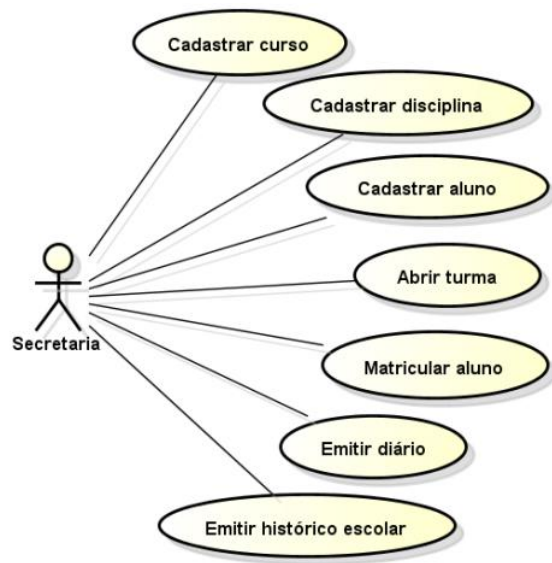 Cadastrar curso
Cadastrar disciplina
Cadastrar aluno
Abrir turma
Secretaria
Matricular aluno
Emitir diário
Emitir histórico escolar